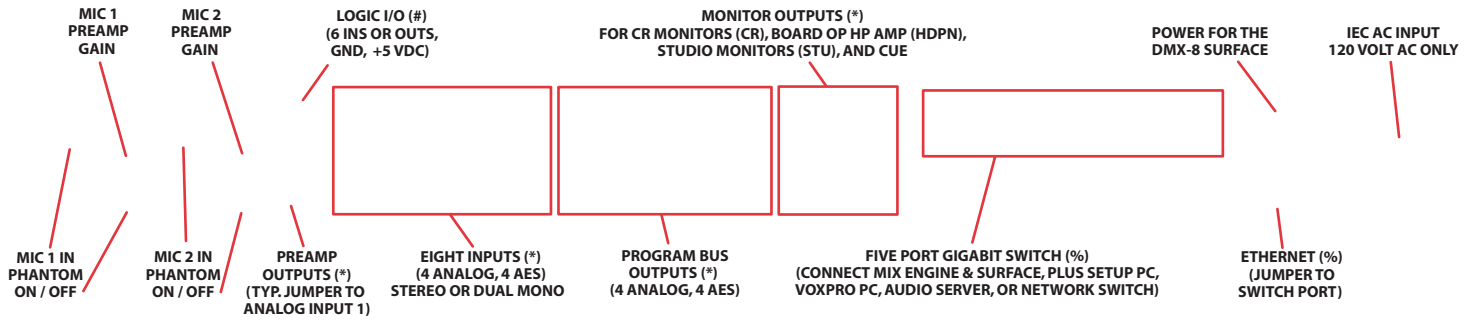 MIC 1
PREAMP
GAIN
MIC 2
PREAMP
GAIN
LOGIC I/O (#)
(6 INS OR OUTS,
GND, +5 VDC)
MONITOR OUTPUTS (*)
FOR CR MONITORS (CR), BOARD OP HP AMP (HDPN),
STUDIO MONITORS (STU), AND CUE
POWER FOR THE
DMX-8 SURFACE
IEC AC INPUT
120 VOLT AC ONLY
MIC 1 IN
PHANTOM
ON / OFF
MIC 2 IN
PHANTOM
ON / OFF
PREAMP
OUTPUTS (*)
(TYP. JUMPER TO
ANALOG INPUT 1)
EIGHT INPUTS (*)
(4 ANALOG, 4 AES)
STEREO OR DUAL MONO
PROGRAM BUS
OUTPUTS (*)
(4 ANALOG, 4 AES)
FIVE PORT GIGABIT SWITCH (%)
(CONNECT MIX ENGINE & SURFACE, PLUS SETUP PC,
VOXPRO PC, AUDIO SERVER, OR NETWORK SWITCH)
ETHERNET (%)
(JUMPER TO
SWITCH PORT)